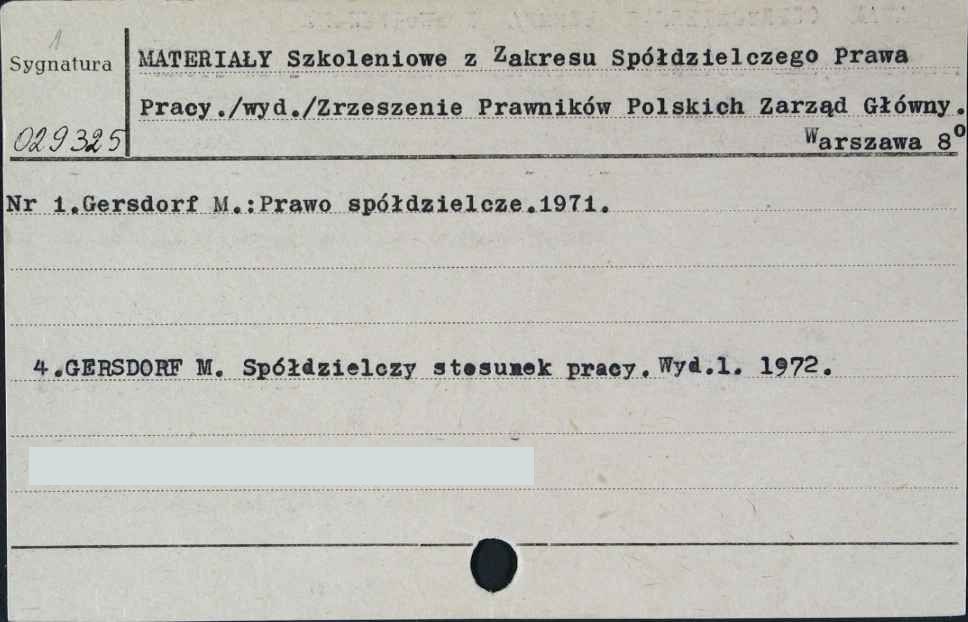 1
Sygnatura
029325
MATERIAŁY Szkoleniowe z Zakresu Spółdzielczego Prawa
Pracy./wyd./Zrzeszenie Prawników Polskich Zarząd Główny.
Warszawa 8º
Nr 1.Gersdorf M.:Prawo spółdzielcze.1971.
4.GERSDORF M. Spółdzielczy stosunek pracy. Wyd.1. 1972.